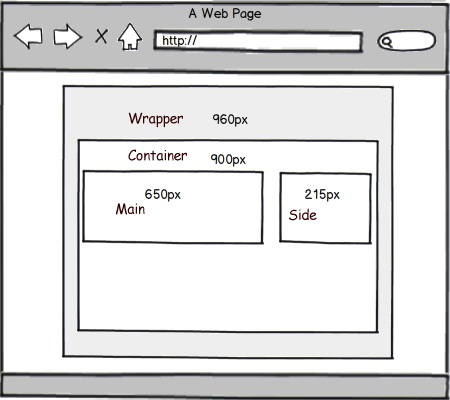 A Web Page
http://
Wrapper 960px
Container 900px
650px
Main
215px
Side